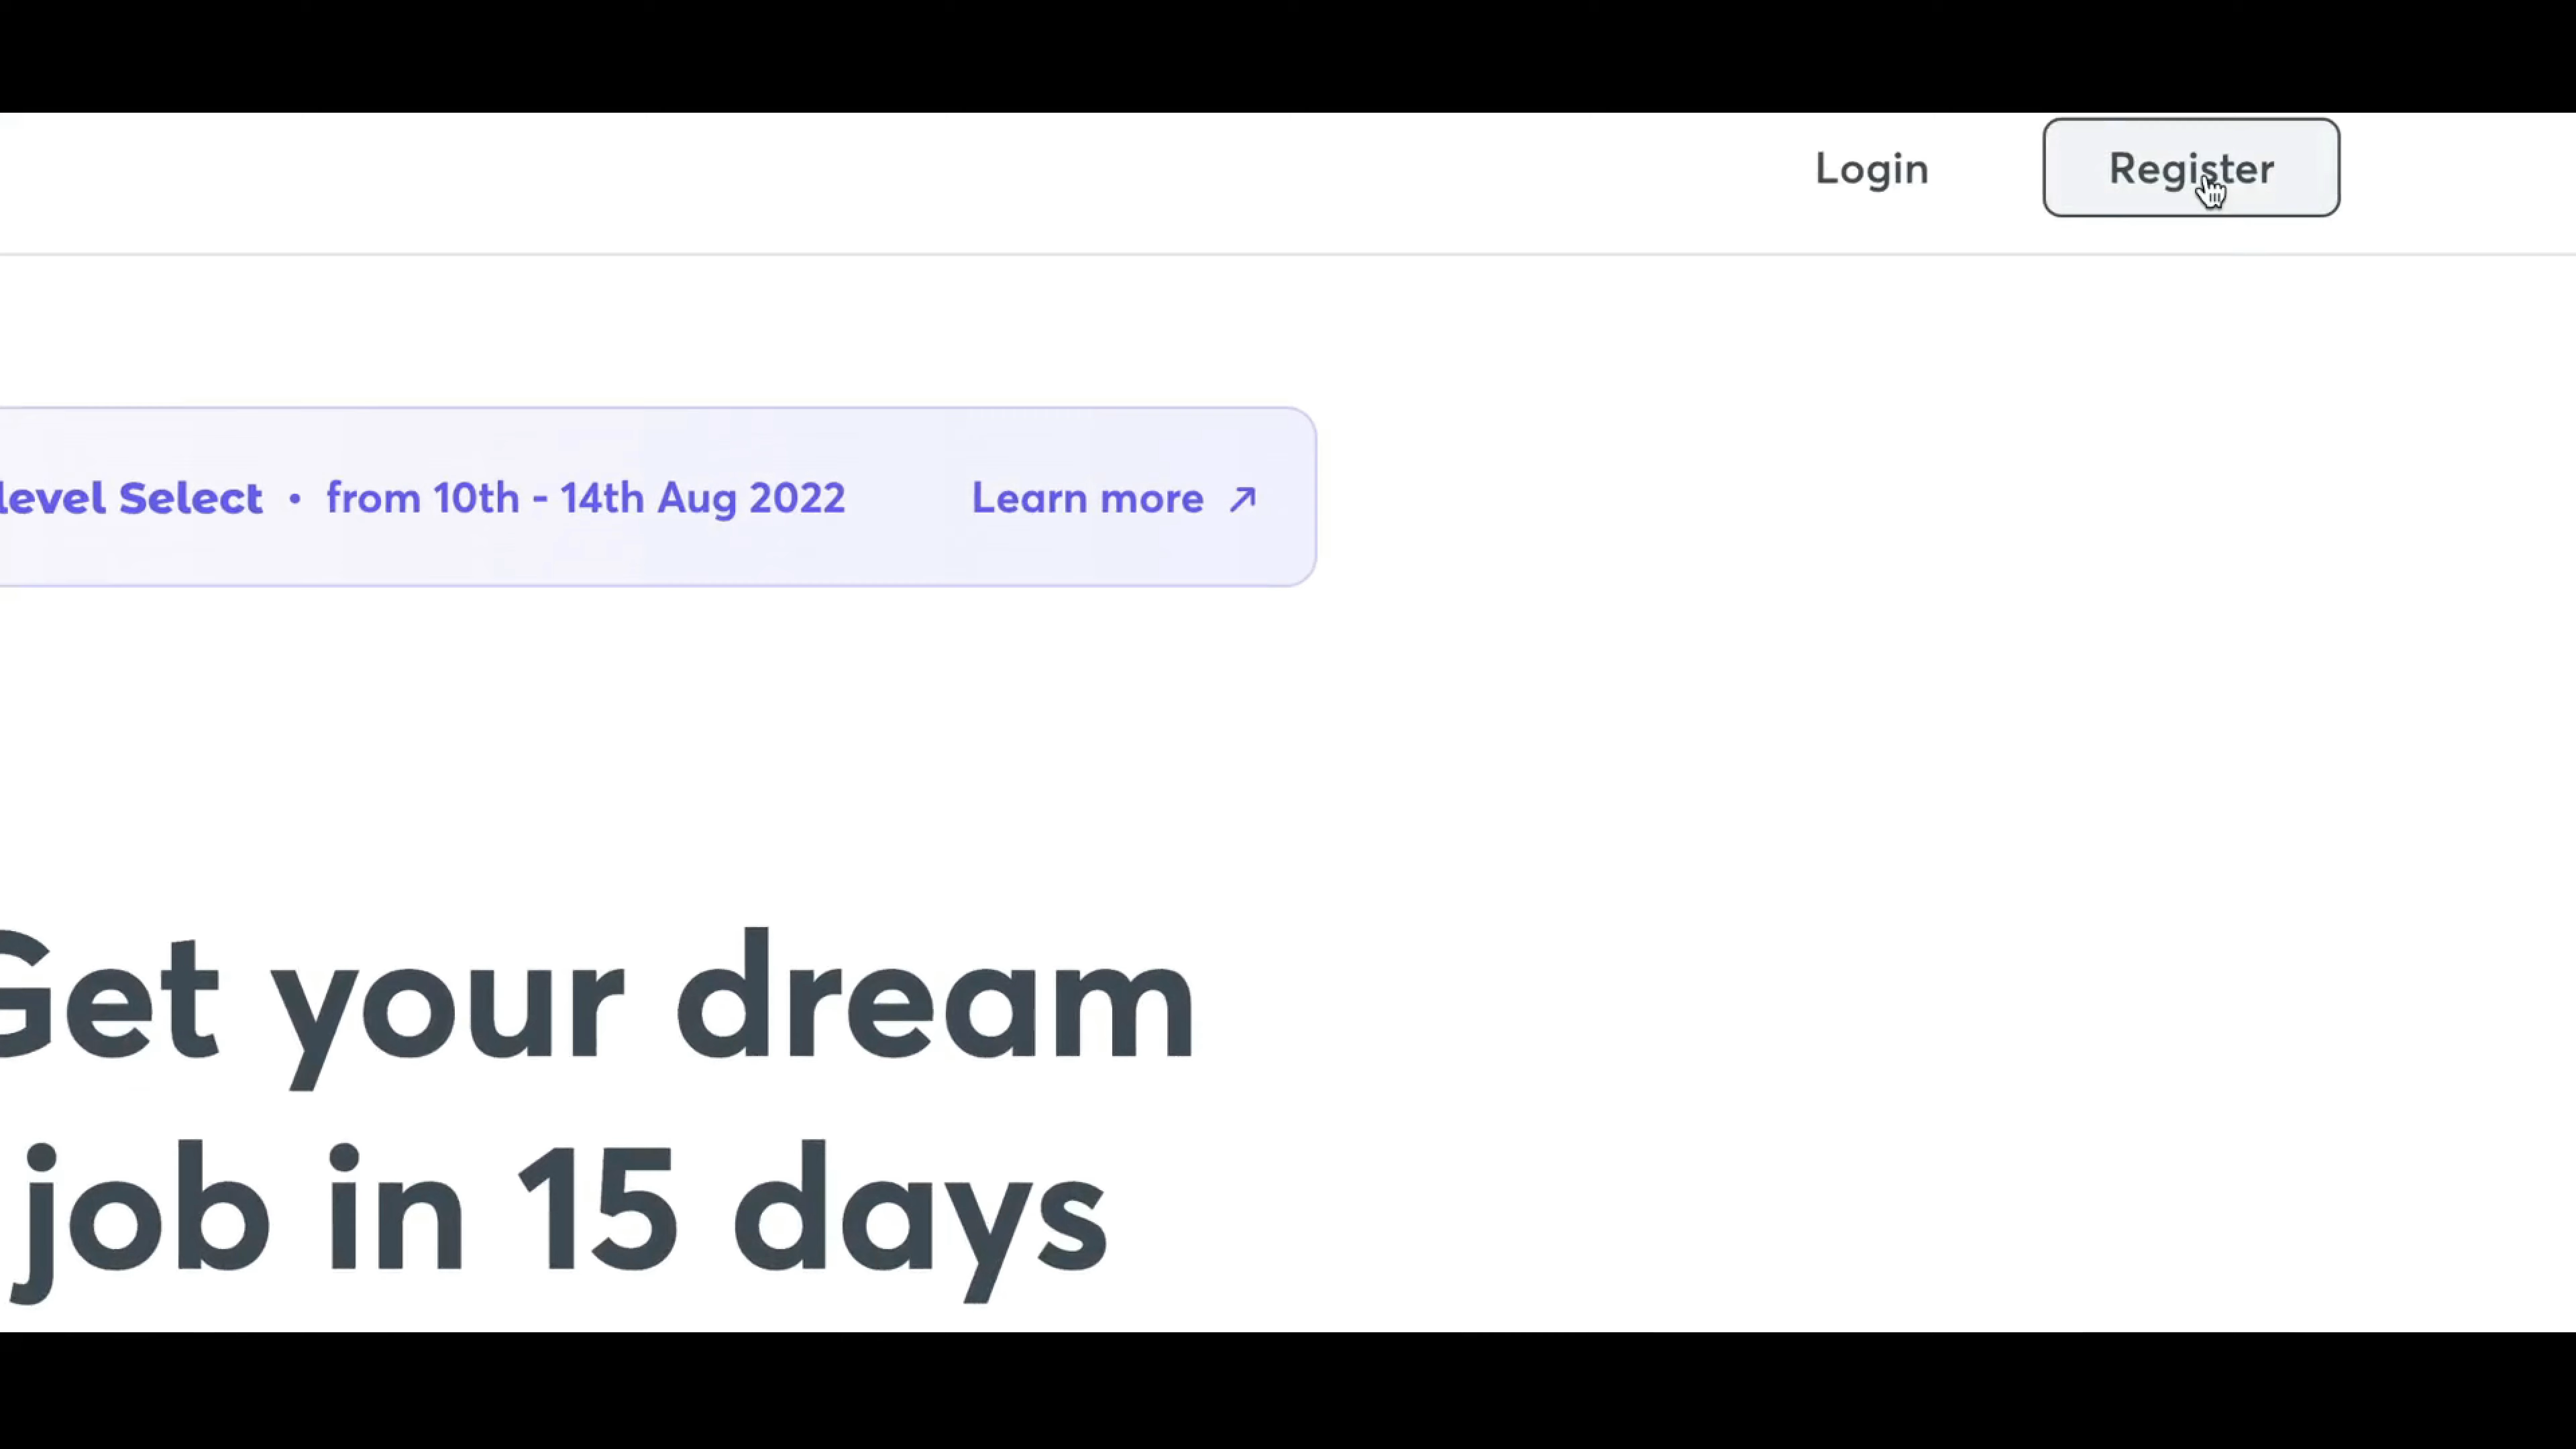 Login
Register
level Select • from 10th - 14th Aug 2022
Learn more ↗
Get your dream
job in 15 days